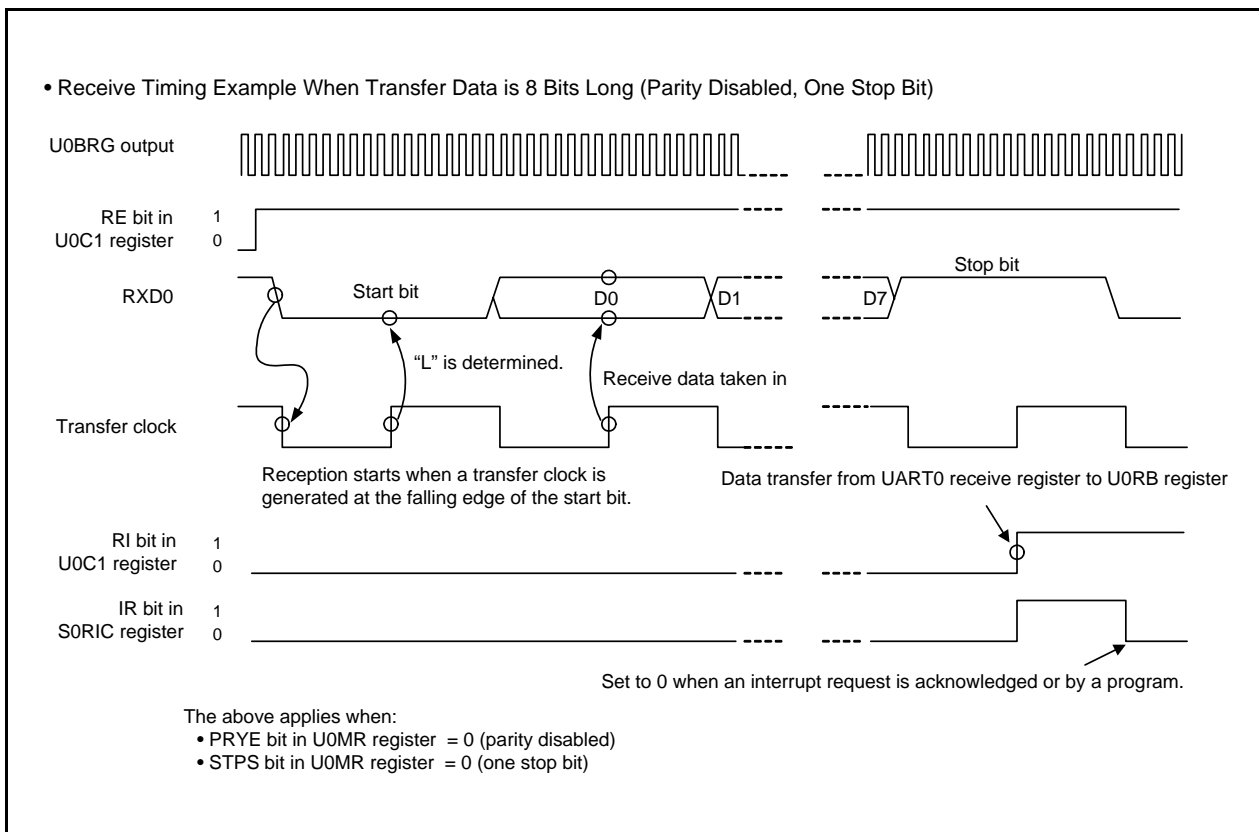 • Receive Timing Example When Transfer Data is 8 Bits Long (Parity Disabled, One Stop Bit)
U0BRG output
RE bit in
U0C1 register
1
0
RXD0
Start bit
D0
D1
D7
Stop bit
“L” is determined.
Receive data taken in
Transfer clock
Reception starts when a transfer clock is
generated at the falling edge of the start bit.
Data transfer from UART0 receive register to U0RB register
RI bit in
U0C1 register
1
0
IR bit in
S0RIC register
1
0
Set to 0 when an interrupt request is acknowledged or by a program.
The above applies when:
• PRYE bit in U0MR register = 0 (parity disabled)
• STPS bit in U0MR register = 0 (one stop bit)